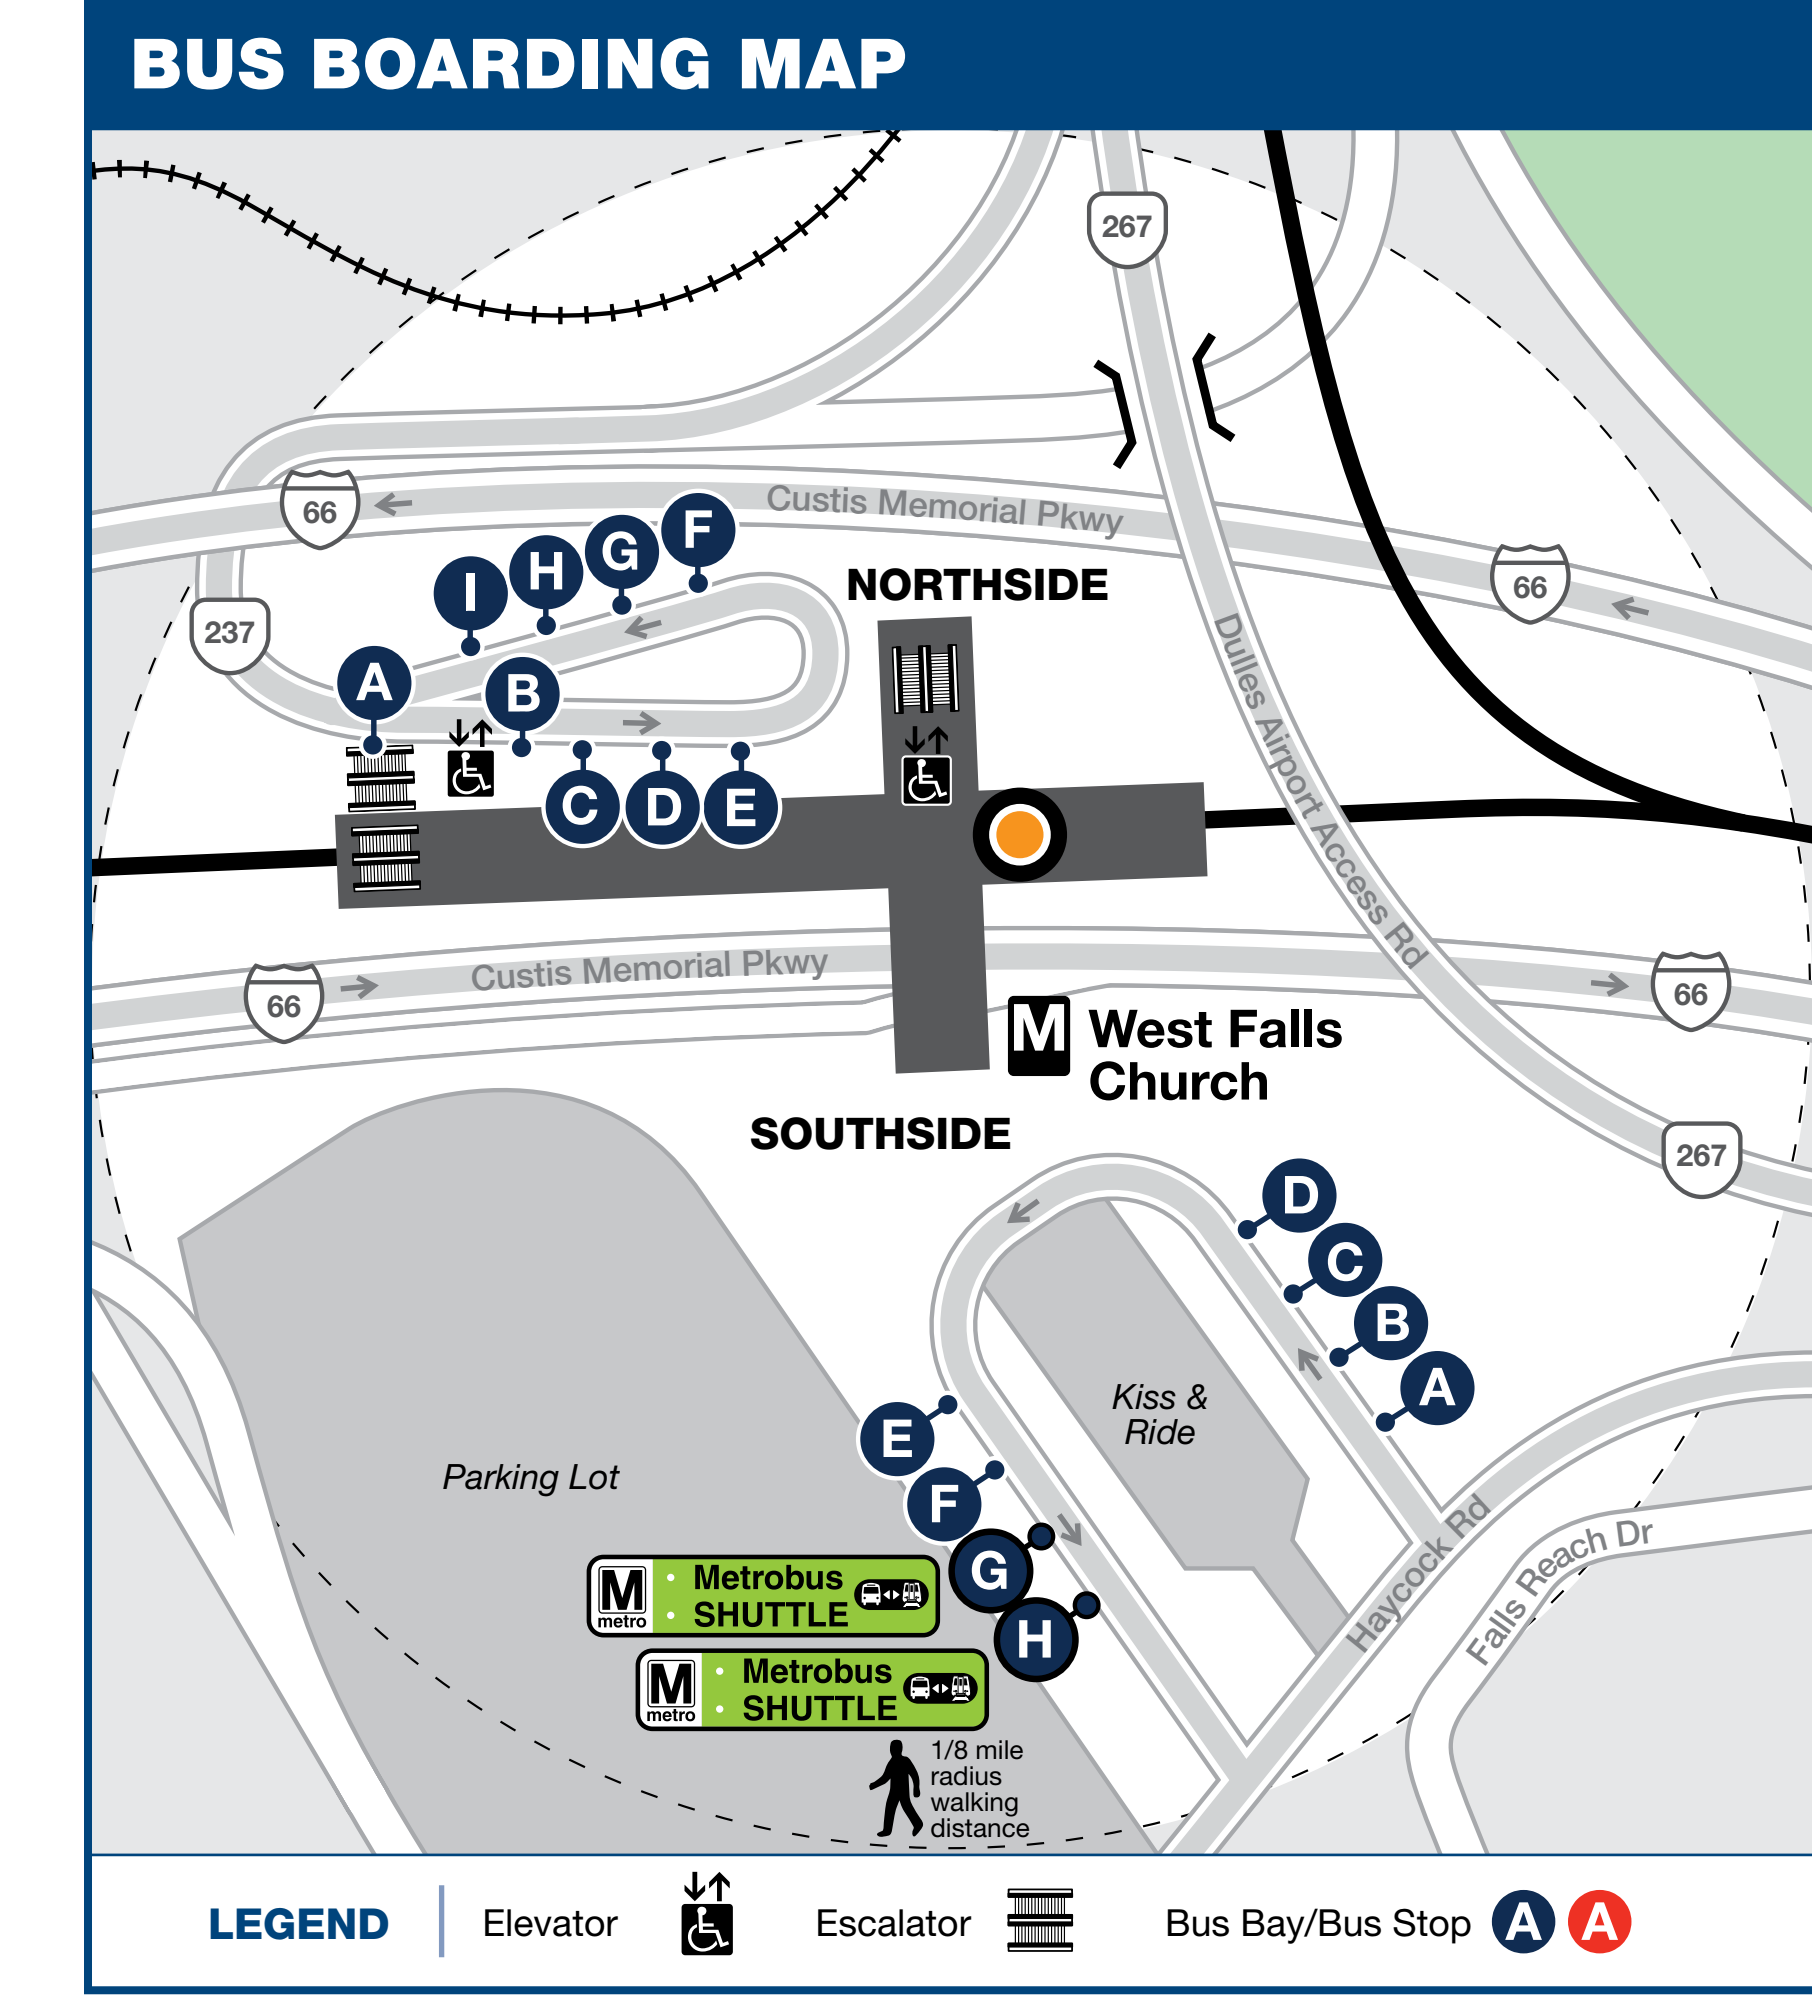 BUS BOARDING MAP
267
66
Custis Memorial Pkwy
F
G
H
I
NORTHSIDE
66
237
A
B
Dulles Airport Access Rd
C
D
E
Custis Memorial Pkwy
66
66
M
West Falls
Church
SOUTHSIDE
267
D
C
B
A
Kiss &
Ride
E
F
G
H
Parking Lot
Haycock Rd
Falls Reach Dr
M
metro
• Metrobus
• SHUTTLE
M
metro
• Metrobus
• SHUTTLE
1/8 mile
radius
walking
distance
LEGEND
Elevator
Escalator
Bus Bay/Bus Stop
A
A